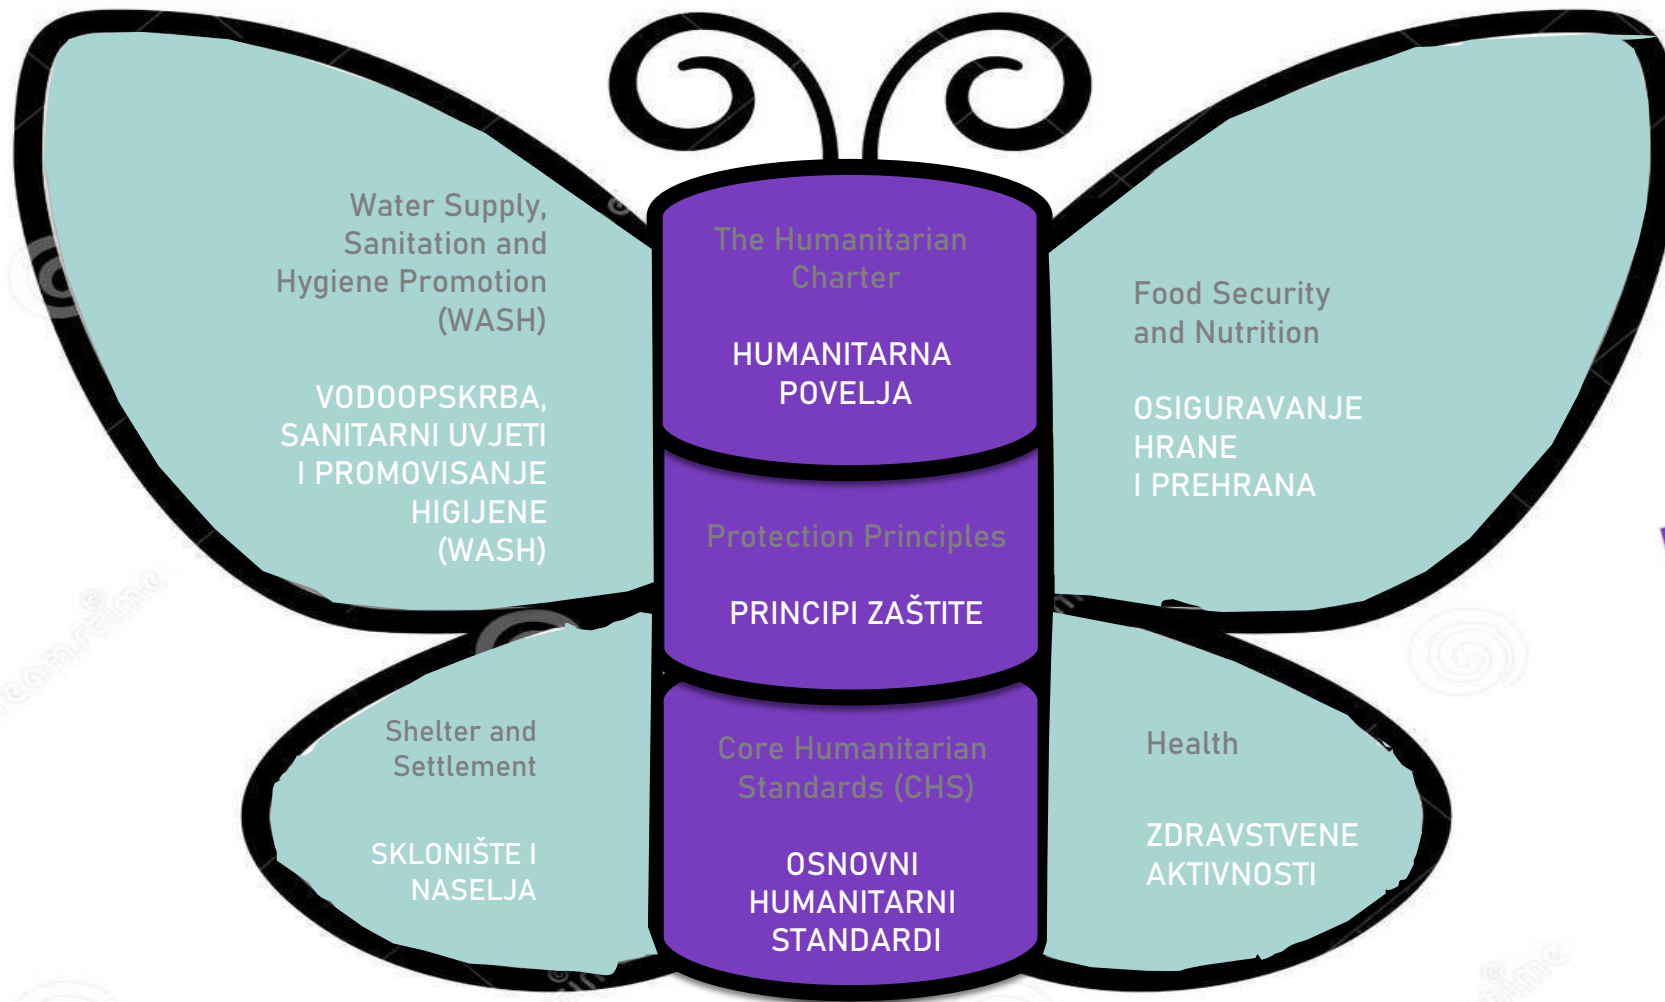 Water Supply,
Sanitation and
Hygiene Promotion
(WASH)
VODOOPSKRBA,
SANITARNI UVJETI
I PROMOVISANJE
HIGIJENE
(WASH)
The Humanitarian
Charter
HUMANITARNA
POVELJA
Food Security
and Nutrition
OSIGURAVANJE
HRANE
I PREHRANA
Protection Principles
PRINCIPI ZAŠTITE
Shelter and
Settlement
SKLONIŠTE I
NASELJA
Core Humanitarian
Standards (CHS)
OSNOVNI
HUMANITARNI
STANDARDI
Health
ZDRAVSTVENE
AKTIVNOSTI